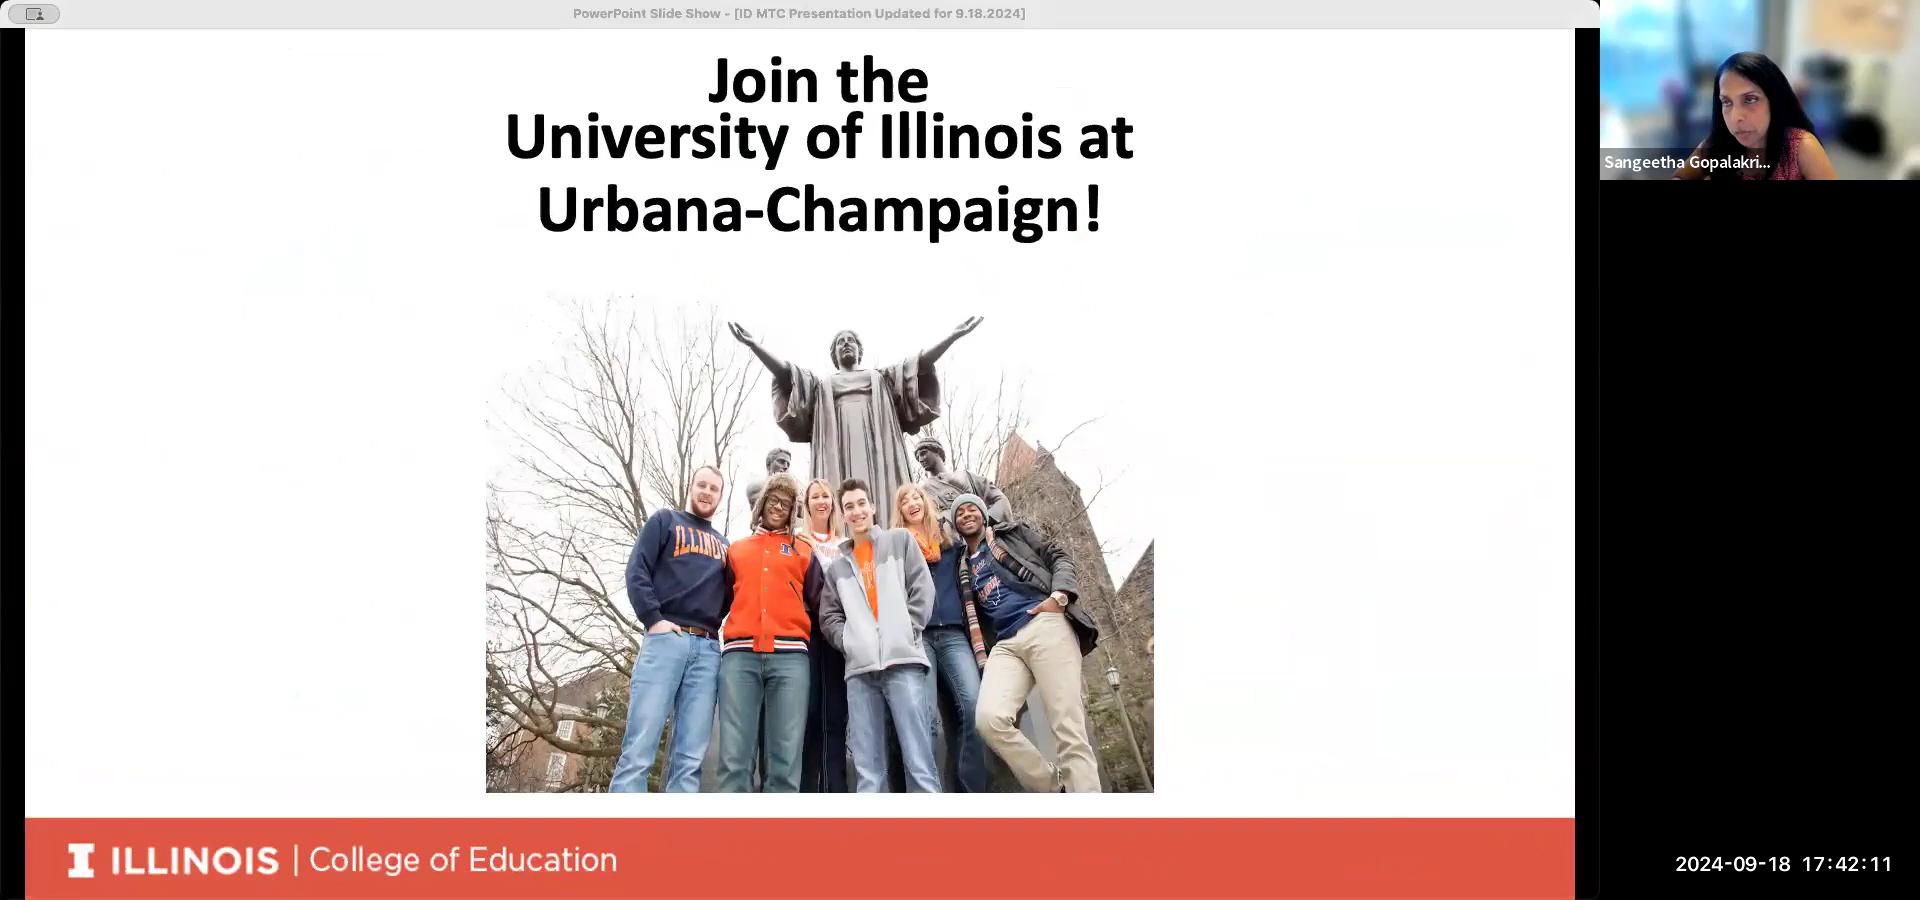 PowerPoint Slide Show - [ID MTC Presentation Updated for 9.18.2024]
Join the
University of Illinois at
Urbana-Champaign!
Sangeetha Gopalakri...
ILLINOIS
I
I ILLINOIS | College of Education
2024-09-18 17:42:11